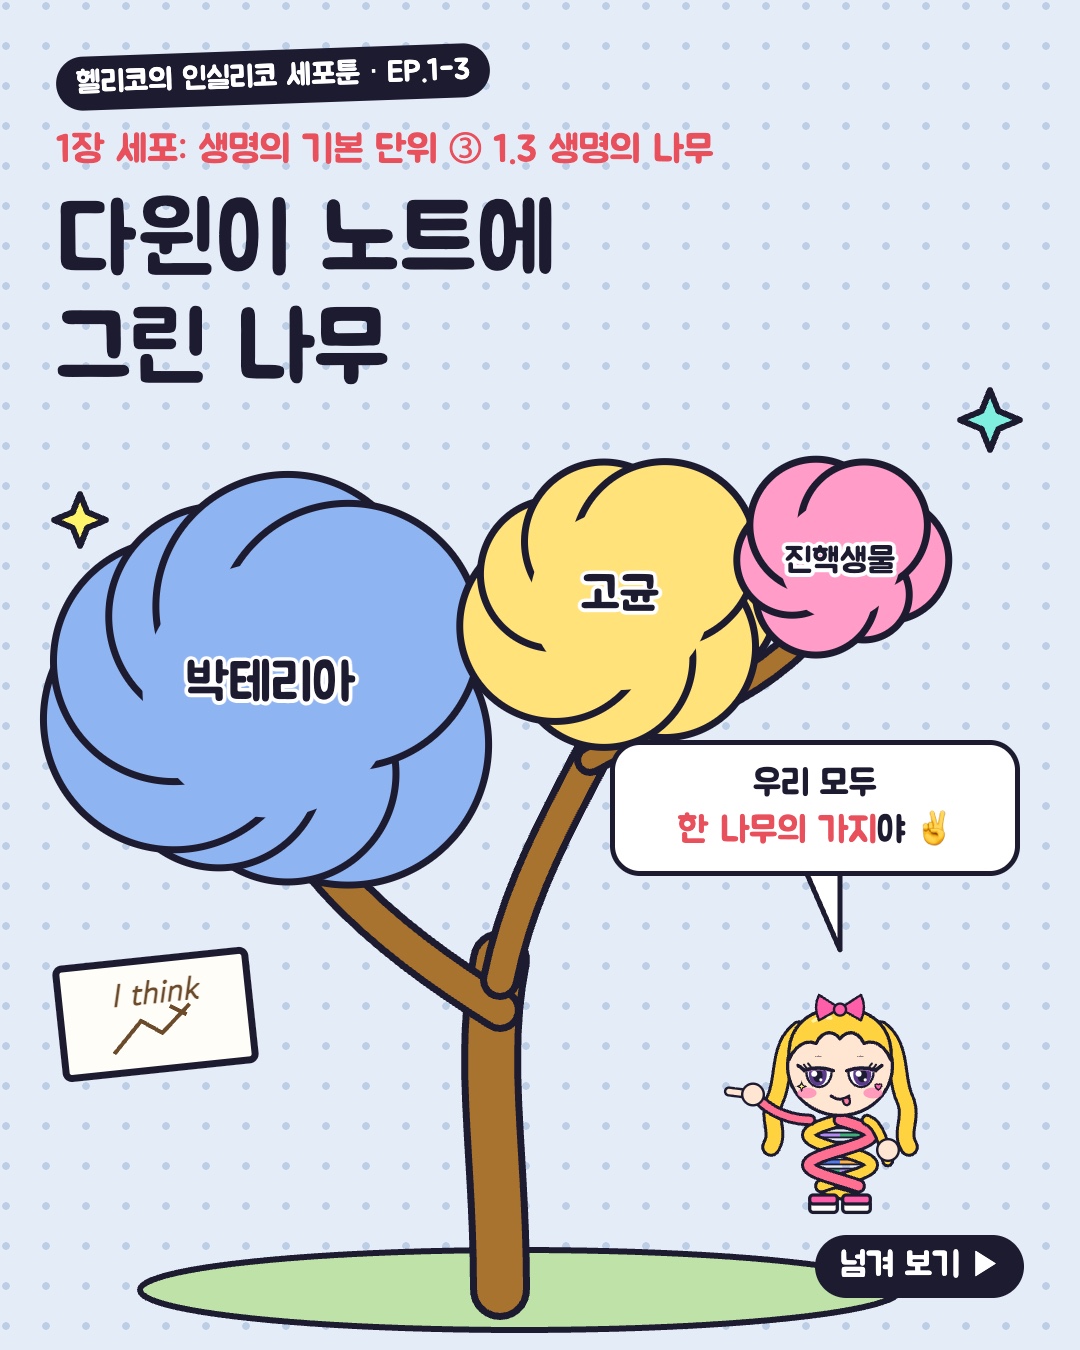 헬리코의 인실리코 세포툰 · EP.1-3
1장 세포: 생명의 기본 단위 ③ 1.3 생명의 나무
다윈이 노트에
그린 나무
진핵생물
고균
박테리아
우리 모두
한 나무의 가지야 ✌️
I think
넘겨 보기 ▶